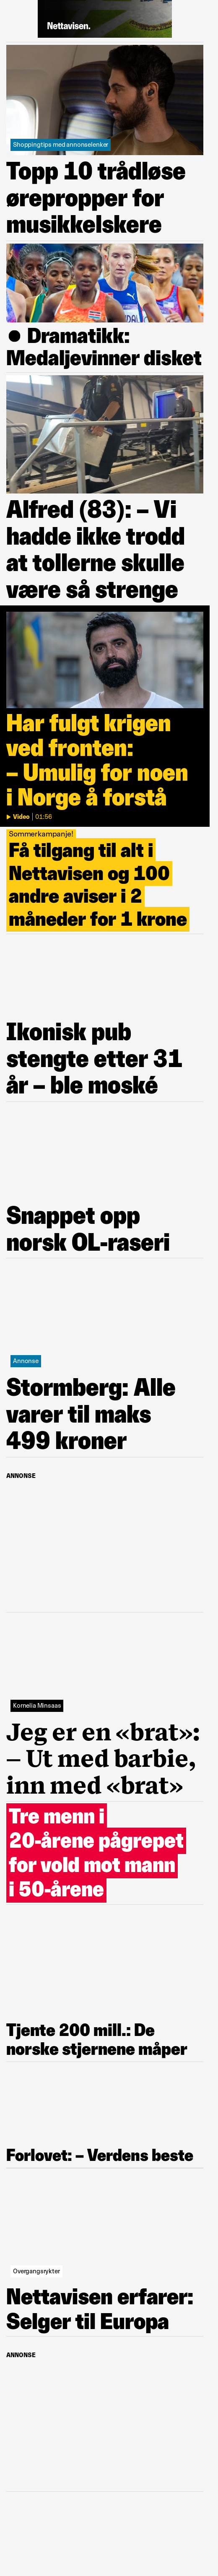 Nettavisen.
Shoppingtips med annonselenker
Topp 10 trådløse
ørepropper for
musikkelskere
● Dramatikk:
Medaljevinner disket
Alfred (83): – Vi
hadde ikke trodd
at tollerne skulle
være så strenge
Har fulgt krigen
ved fronten:
– Umulig for noen
i Norge å forstå
Video | 01:56
Sommerkampanje!
Få tilgang til alt i
Nettavisen og 100
andre aviser i 2
måneder for 1 krone
Ikonisk pub
stengte etter 31
år – ble moské
Snappet opp
norsk OL-raseri
Annonse
Stormberg: Alle
varer til maks
499 kroner
ANNONSE
Kornelia Minsaas
Jeg er en «brat»:
– Ut med barbie,
inn med «brat»
Tre menn i
20-årene pågrepet
for vold mot mann
i 50-årene
Tjente 200 mill.: De
norske stjernene måper
Forlovet: – Verdens beste
Overgangsrykter
Nettavisen erfarer:
Selger til Europa
ANNONSE